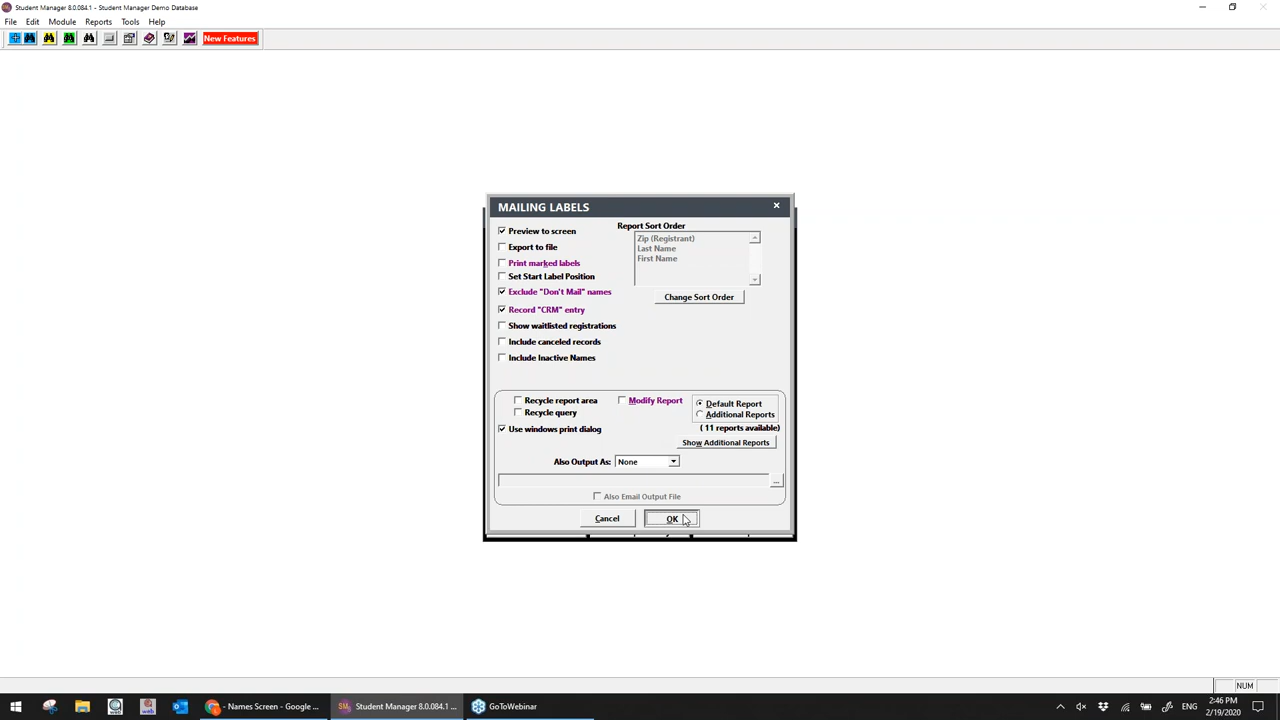 Student Manager 8.0.084.1 - Student Manager Demo Database
File Edit Module Reports Tools Help
New Features
MAILING LABELS
Preview to screen
Export to file
Print marked labels
Set Start Label Position
Exclude "Don't Mail" names
Record "CRM" entry
Show waitlisted registrations
Include canceled records
Include Inactive Names
Report Sort Order
Zip (Registrant)
Last Name
First Name
Change Sort Order
Recycle report area
Recycle query
Use windows print dialog
Modify Report
Default Report
Additional Reports
( 11 reports available)
Show Additional Reports
Also Output As: None
...
Also Email Output File
Cancel OK
NUM
- Names Screen - Google ...
Student Manager 8.0.084.1 ...
GoToWebinar
ENG
2:46 PM
2/19/2020